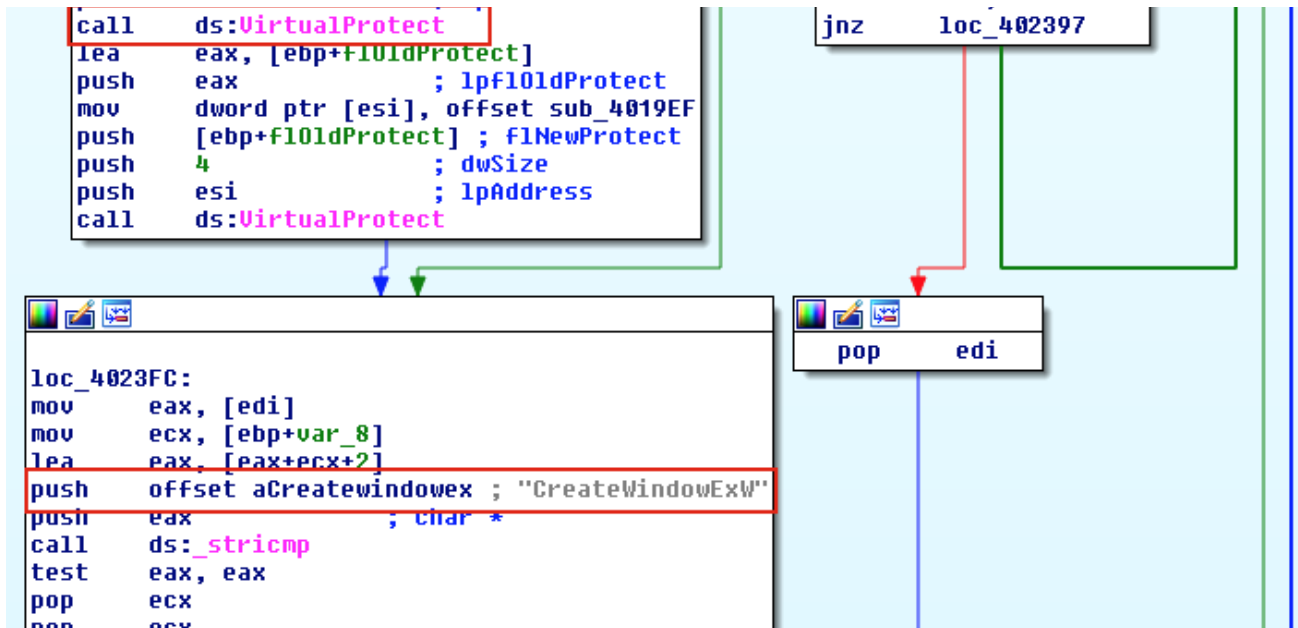 call ds:VirtualProtect
lea eax, [ebp+flOldProtect]
push eax ; lpflOldProtect
mov dword ptr [esi], offset sub_4019EF
push [ebp+flOldProtect] ; flNewProtect
push 4 ; dwSize
push esi ; lpAddress
call ds:VirtualProtect
jnz loc_402397
pop edi
loc_4023FC:
mov eax, [edi]
mov ecx, [ebp+var_8]
lea eax, [eax+ecx+2]
push offset aCreatewindowex ; "CreateWindowExW"
push eax ; char *
call ds:_stricmp
test eax, eax
pop ecx